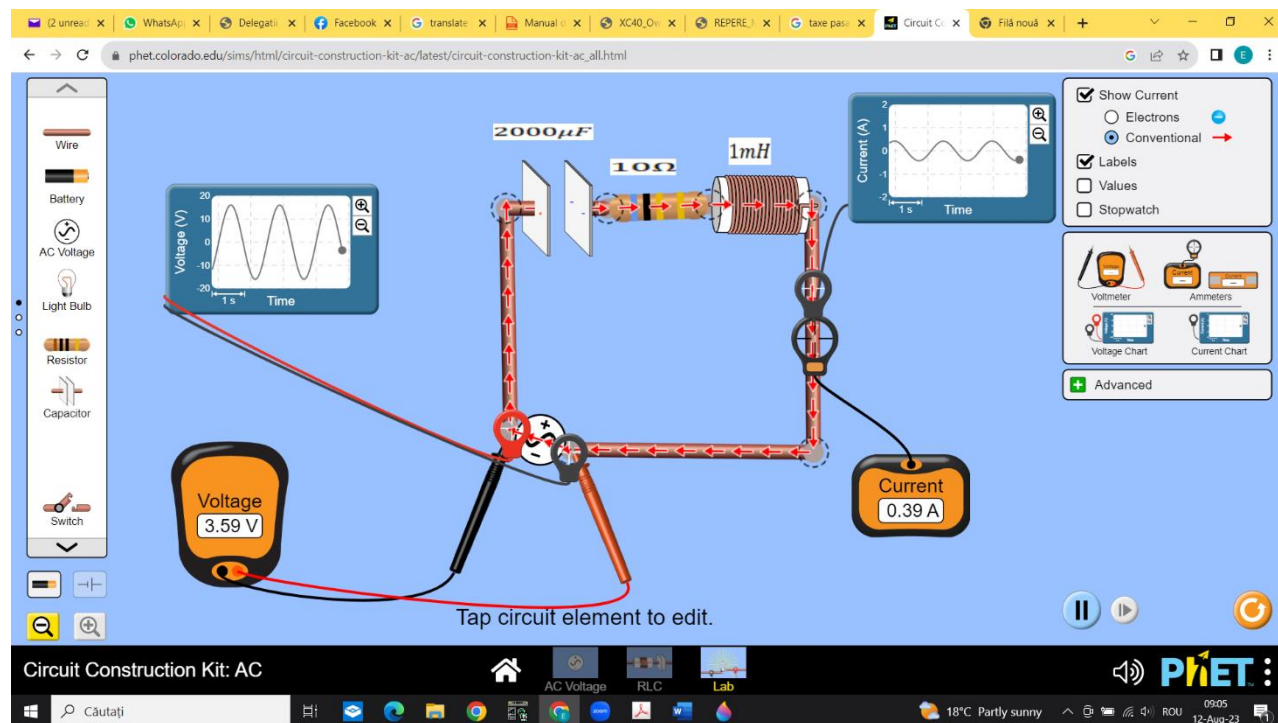 (2 unread
WhatsAp
Delegatii
Facebook
translate
Manual
XC40_Ow
REPERE_
taxe pasa
Circuit Co
Filă nouă
phet.colorado.edu/sims/html/circuit-construction-kit-ac/latest/circuit-construction-kit-ac_all.html
E
Wire
Battery
AC Voltage
Light Bulb
Resistor
Capacitor
Switch
Voltage (V)
20
10
0
-10
-20
1 s
Time
2000μF
10Ω
1mH
Current (A)
2
1
0
-1
-2
1 s
Time
Show Current
Electrons
Conventional
Labels
Values
Stopwatch
Voltmeter
Ammeters
Voltage Chart
Current Chart
Advanced
Voltage
3.59 V
Current
0.39 A
Tap circuit element to edit.
Circuit Construction Kit: AC
AC Voltage
RLC
Lab
PhET
Căutați
18°C Partly sunny
ROU
09:05
12-Aug-23